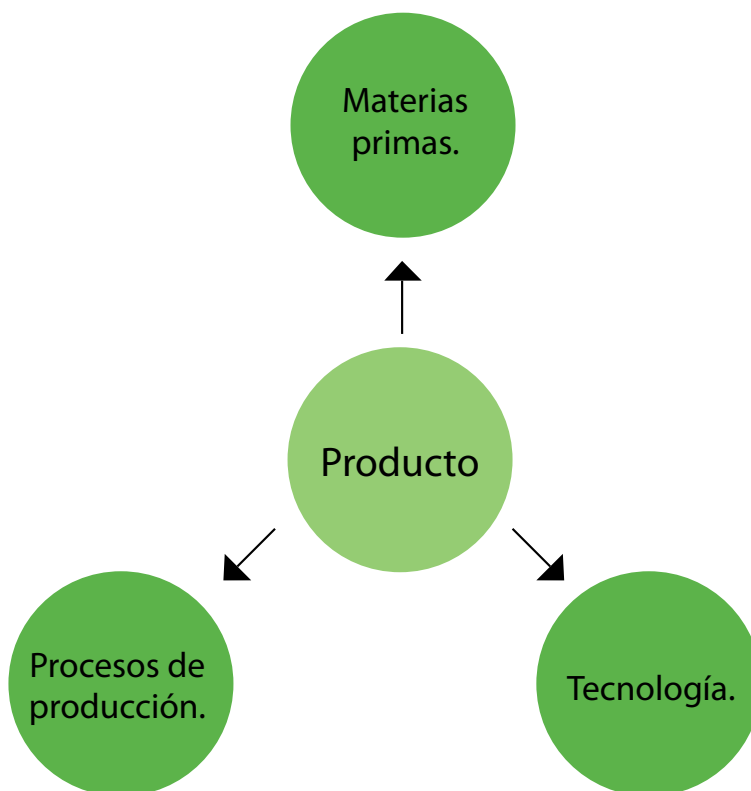 Materias
primas.
Producto
Procesos de
producción.
Tecnología.